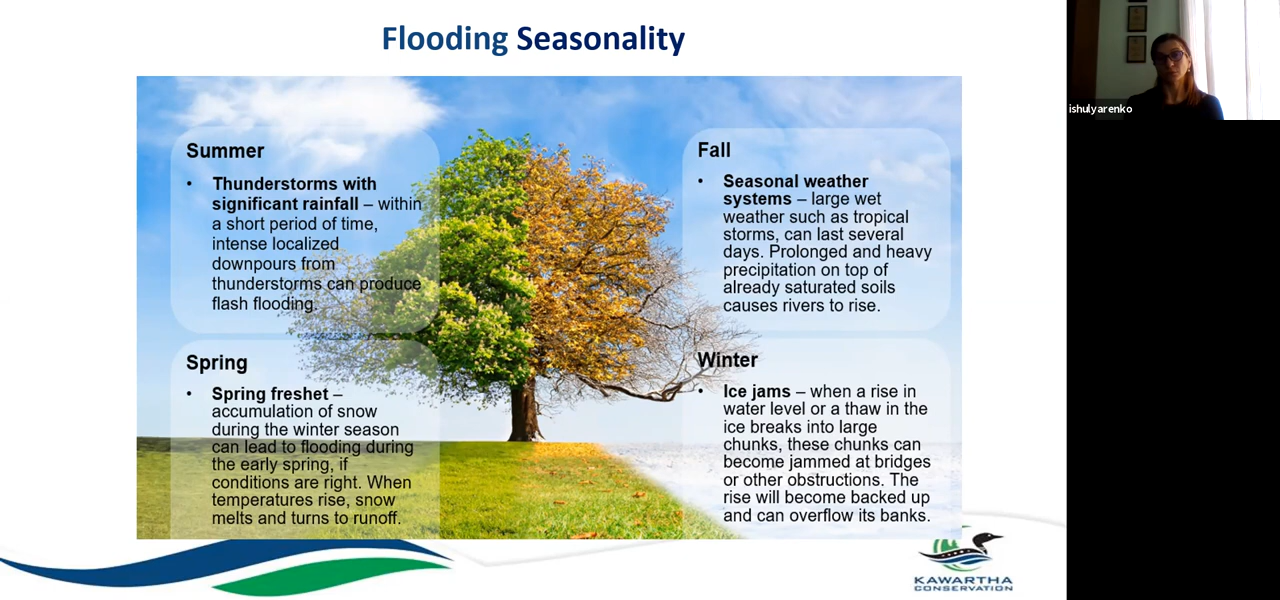 Flooding Seasonality
Summer
• Thunderstorms with
significant rainfall – within
a short period of time,
intense localized
downpours from
thunderstorms can produce
flash flooding.
Spring
• Spring freshet –
accumulation of snow
during the winter season
can lead to flooding during
the early spring, if
conditions are right. When
temperatures rise, snow
melts and turns to runoff.
Fall
• Seasonal weather
systems – large wet
weather such as tropical
storms, can last several
days. Prolonged and heavy
precipitation on top of
already saturated soils
causes rivers to rise.
Winter
• Ice jams – when a rise in
water level or a thaw in the
ice breaks into large
chunks, these chunks can
become jammed at bridges
or other obstructions. The
rise will become backed up
and can overflow its banks.
KAWARTHA
CONSERVATION
ishulyarenko